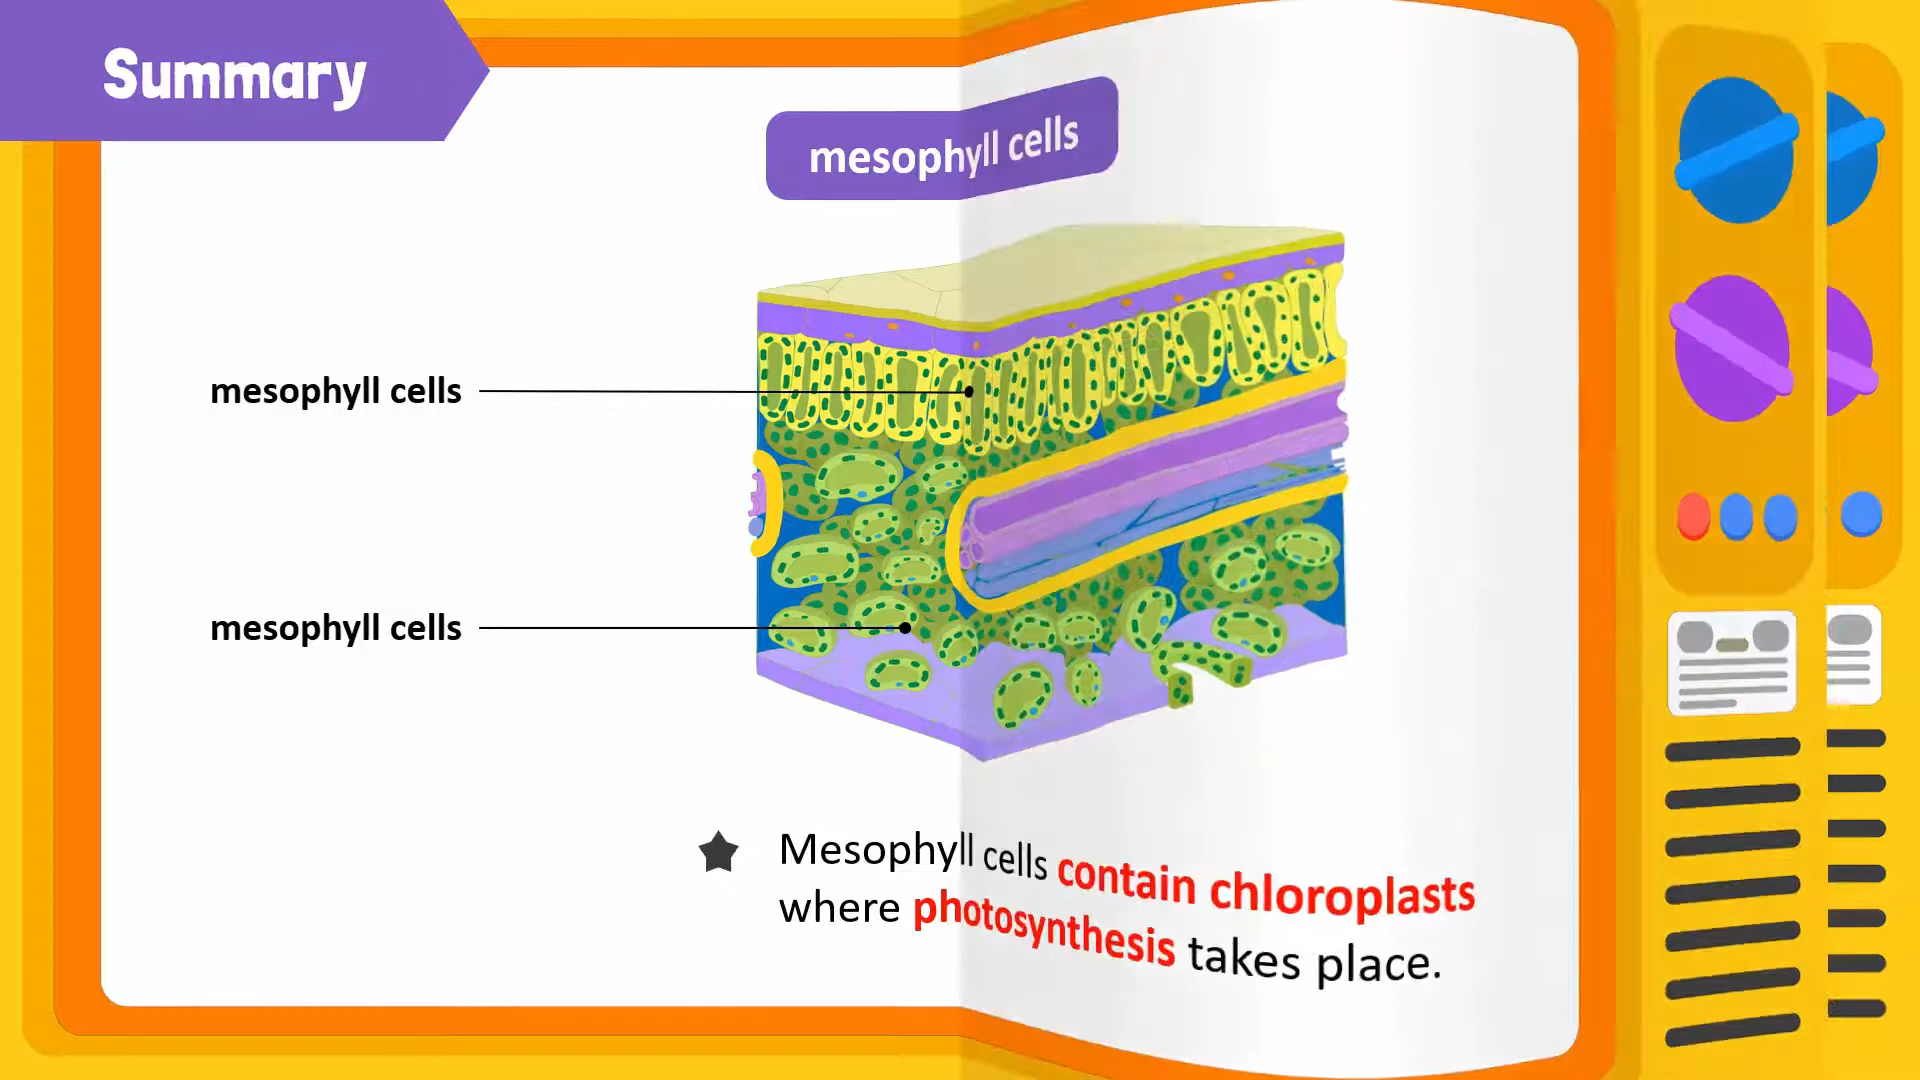 Summary
mesophyll cells
mesophyll cells
mesophyll cells
Mesophyll cells contain chloroplasts
where photosynthesis takes place.